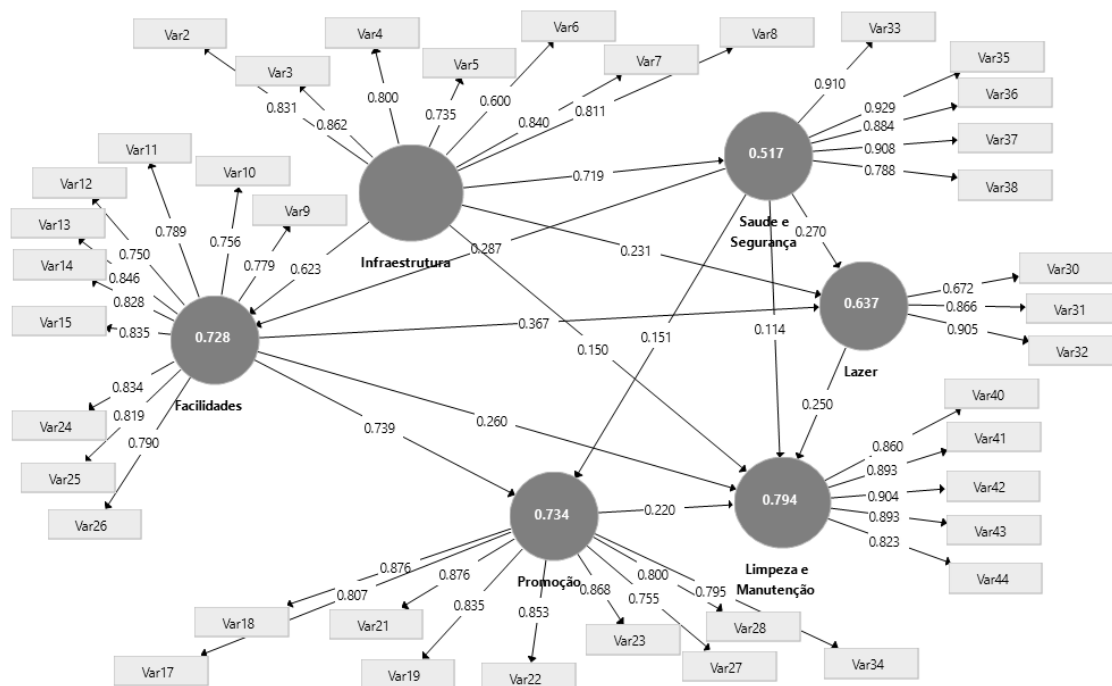 Var2
Var4
Var6
Var8
Var33
Var3
Var5
Var7
Var35
Var36
Var37
Var38
0.831
0.862
0.800
0.735
0.600
0.840
0.811
0.910
0.929
0.884
0.908
0.788
Infraestrutura
0.517
Saude e
Segurança
0.719
0.287
0.623
0.231
0.270
0.150
0.151
0.114
Var11
Var12
Var10
Var13
Var9
Var14
Var15
0.789
0.756
0.779
0.750
0.846
0.828
0.835
0.728
Facilidades
0.834
0.819
0.790
Var24
Var25
Var26
0.367
0.637
Lazer
0.672
0.866
0.905
Var30
Var31
Var32
0.250
0.739
0.260
0.220
0.734
Promoção
0.794
Limpeza e
Manutenção
Var40
Var41
Var42
Var43
Var44
0.860
0.893
0.904
0.893
0.823
0.876
0.807
0.876
0.835
0.853
0.868
0.755
0.800
0.795
Var18
Var21
Var23
Var28
Var17
Var19
Var22
Var27
Var34